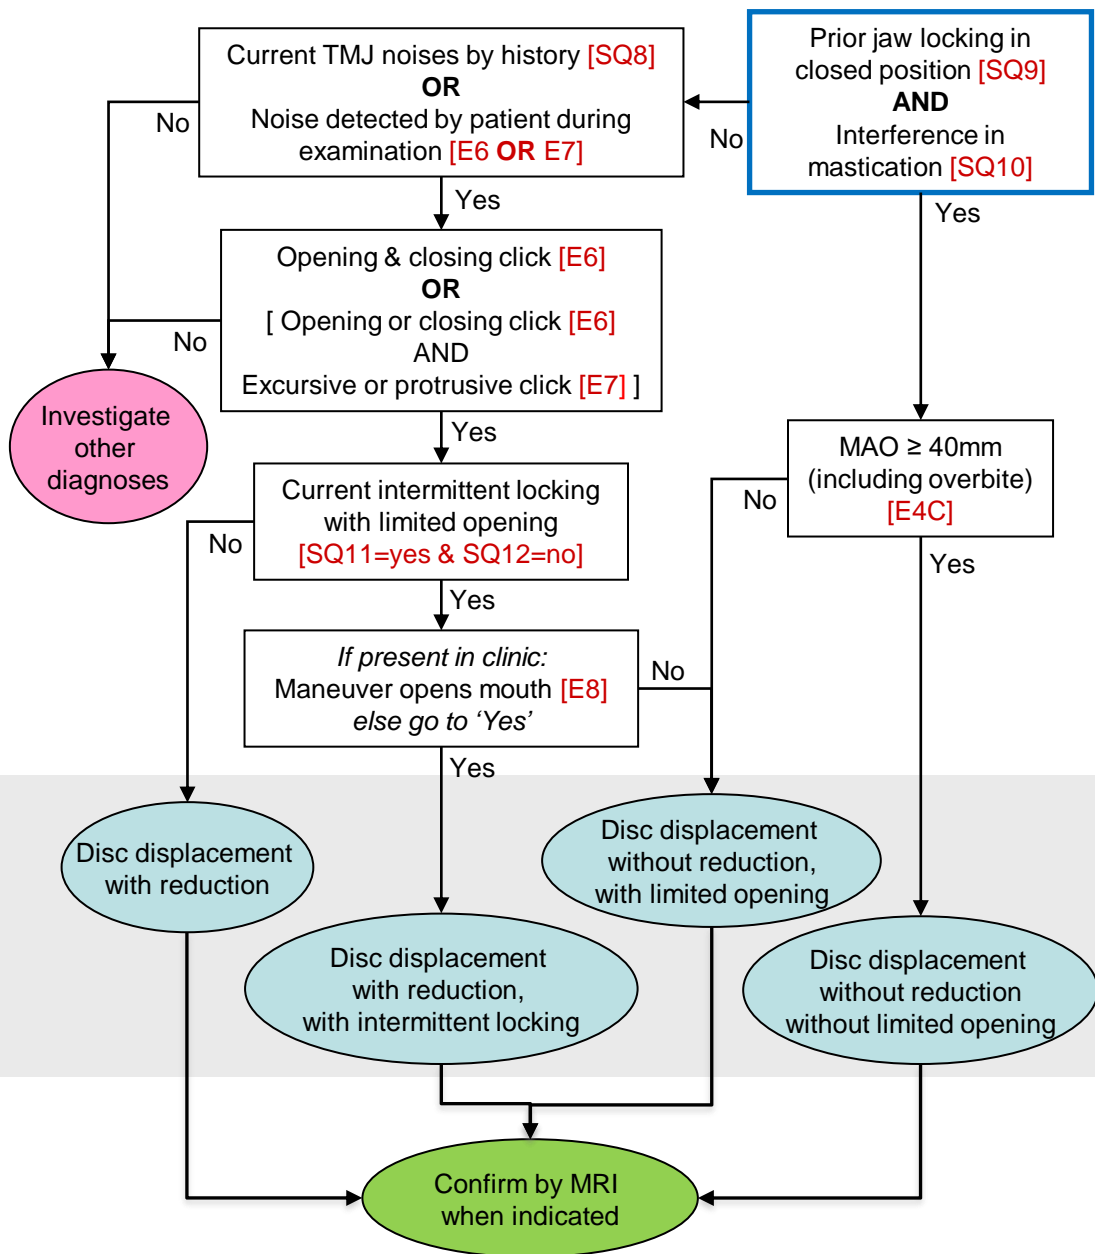 Current TMJ noises by history [SQ8]
OR
Noise detected by patient during
examination [E6 OR E7]
Prior jaw locking in
closed position [SQ9]
AND
Interference in
mastication [SQ10]
No
No
Yes
Yes
Opening & closing click [E6]
OR
[ Opening or closing click [E6]
AND
Excursive or protrusive click [E7] ]
No
Yes
Investigate
other
diagnoses
MAO ≥ 40mm
(including overbite)
[E4C]
Current intermittent locking
with limited opening
[SQ11=yes & SQ12=no]
No
No
Yes
Yes
If present in clinic:
Maneuver opens mouth [E8]
else go to ‘Yes’
No
Yes
Disc displacement
with reduction
Disc displacement
without reduction,
with limited opening
Disc displacement
with reduction,
with intermittent locking
Disc displacement
without reduction
without limited opening
Confirm by MRI
when indicated